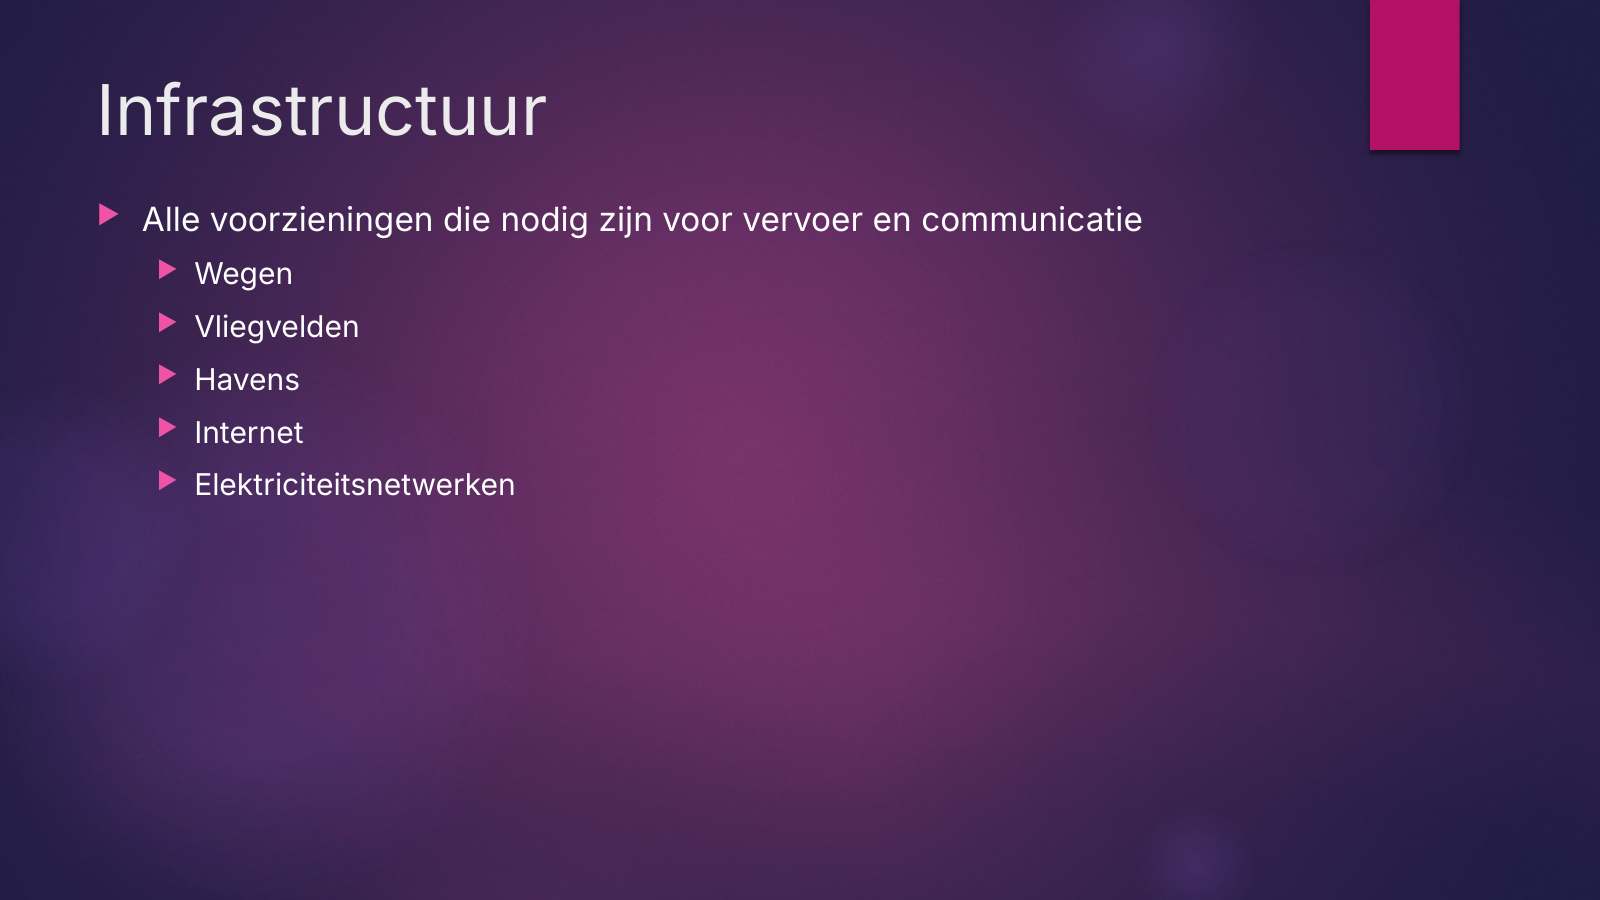 Infrastructuur
Alle voorzieningen die nodig zijn voor vervoer en communicatie
Wegen
Vliegvelden
Havens
Internet
Elektriciteitsnetwerken